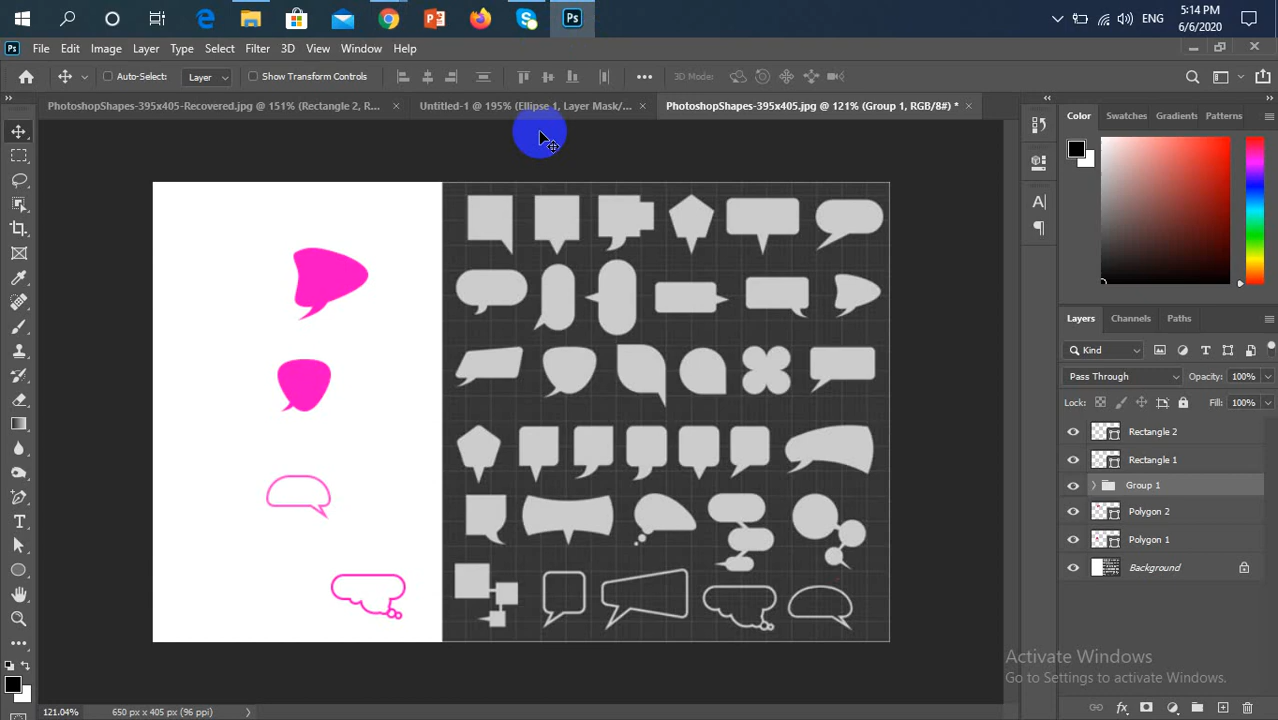 5:14 PM
ENG
6/6/2020
Ps
File Edit Image Layer Type Select Filter 3D View Window Help
Auto-Select: Layer Show Transform Controls 3D Mode:
PhotoshopShapes-395x405-Recovered.jpg @ 151% (Rectangle 2, R... × Untitled-1 @ 195% (Ellipse 1, Layer Mask/... × PhotoshopShapes-395x405.jpg @ 121% (Group 1, RGB/8#) * ×
Color Swatches Gradients Patterns
Layers Channels Paths
Kind
Pass Through Opacity: 100%
Lock: Fill: 100%
Rectangle 2
Rectangle 1
Group 1
Polygon 2
Polygon 1
Background
Activate Windows
Go to Settings to activate Windows.
121.04% 650 px x 405 px (96 ppi)